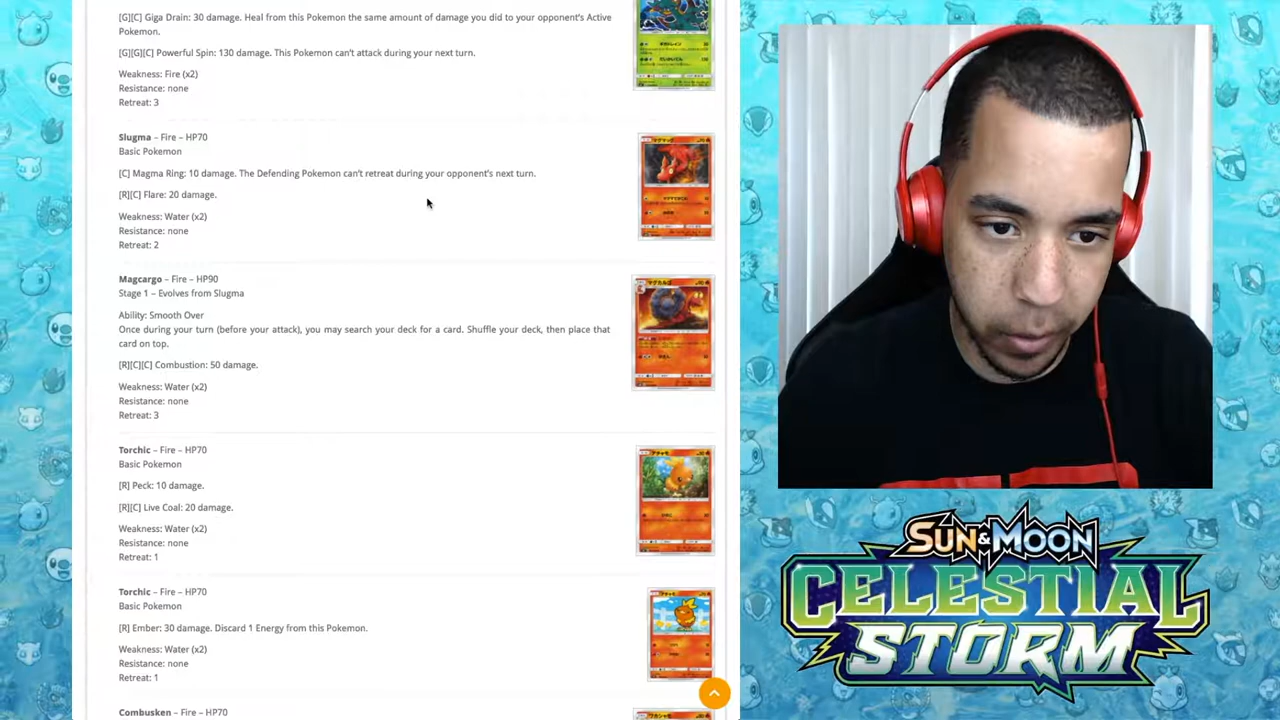 [G][C] Giga Drain: 30 damage. Heal from this Pokemon the same amount of damage you did to your opponent's Active
Pokemon.
[G][G][C] Powerful Spin: 130 damage. This Pokemon can't attack during your next turn.
Weakness: Fire (x2)
Resistance: none
Retreat: 3
Slugma – Fire – HP70
Basic Pokemon
[C] Magma Ring: 10 damage. The Defending Pokemon can't retreat during your opponent's next turn.
[R][C] Flare: 20 damage.
Weakness: Water (x2)
Resistance: none
Retreat: 2
Magcargo – Fire – HP90
Stage 1 – Evolves from Slugma
Ability: Smooth Over
Once during your turn (before your attack), you may search your deck for a card. Shuffle your deck, then place that
card on top.
[R][C][C] Combustion: 50 damage.
Weakness: Water (x2)
Resistance: none
Retreat: 3
Torchic – Fire – HP70
Basic Pokemon
[R] Peck: 10 damage.
[R][C] Live Coal: 20 damage.
Weakness: Water (x2)
Resistance: none
Retreat: 1
Torchic – Fire – HP70
Basic Pokemon
[R] Ember: 30 damage. Discard 1 Energy from this Pokemon.
Weakness: Water (x2)
Resistance: none
Retreat: 1
Combusken – Fire – HP70
SUN & MOON
CELESTIAL
STORM